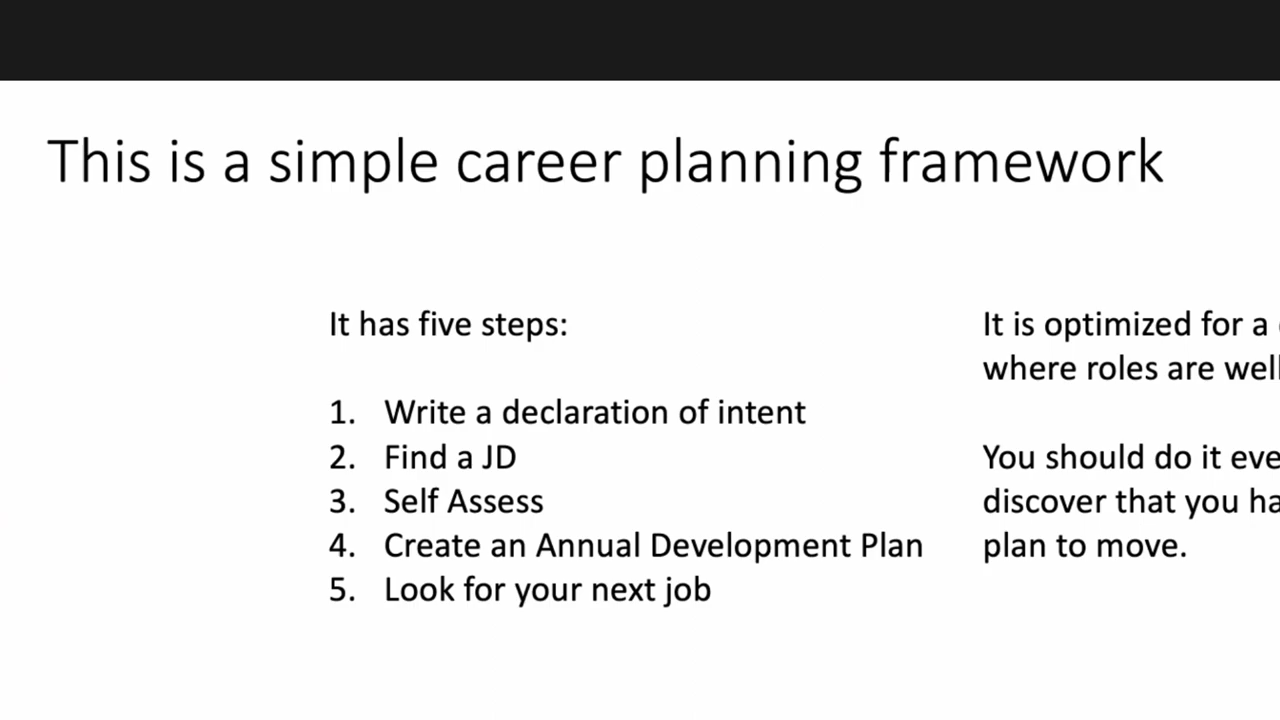 This is a simple career planning framework
It has five steps:
1. Write a declaration of intent
2. Find a JD
3. Self Assess
4. Create an Annual Development Plan
5. Look for your next job
It is optimized for a
where roles are well
You should do it eve
discover that you ha
plan to move.